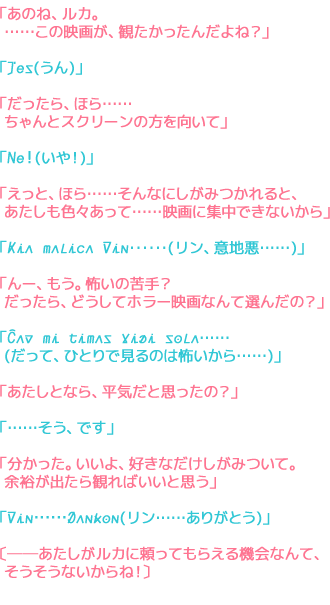 「あのね、ルカ。
……この映画が、観たかったんだよね?」
「Jes(うん)」
「だったら、ほら……
ちゃんとスクリーンの方を向いて」
「Ne!(いや!)」
「えっと、ほら……そんなにしがみつかれると、
あたしも色々あって……映画に集中できないから」
「Kia malica Rin……(リン、意地悪……)」
「んー、もう。怖いの苦手?
だったら、どうしてホラー映画なんて選んだの?」
「Ĉar mi timas vidi sola……
(だって、ひとりで見るのは怖いから……)」
「あたしとなら、平気だと思ったの?」
「……そう、です」
「分かった。いいよ、好きなだけしがみついて。
余裕が出たら観ればいいと思う」
「Rin……Dankon(リン……ありがとう)」
〔――あたしがルカに頼ってもらえる機会なんて、
そうそうないからね!〕